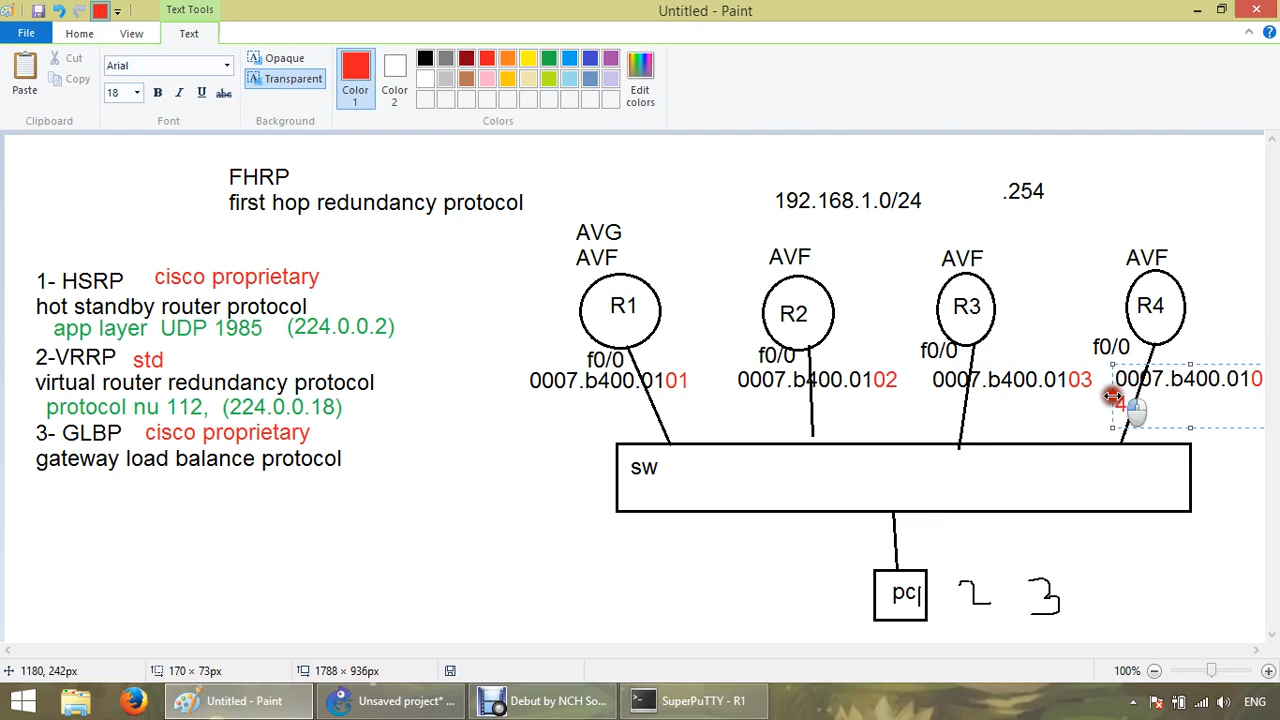 Text Tools
Untitled - Paint
File
Home
View
Text
Paste
Cut
Copy
Clipboard
Arial
18
B
I
U
abc
Font
Opaque
Transparent
Background
Color
1
Color
2
Edit
colors
Colors
FHRP
first hop redundancy protocol
192.168.1.0/24
.254
AVG
AVF
AVF
AVF
AVF
1- HSRP cisco proprietary
hot standby router protocol
app layer UDP 1985 (224.0.0.2)
2-VRRP std
virtual router redundancy protocol
protocol nu 112, (224.0.0.18)
3- GLBP cisco proprietary
gateway load balance protocol
R1
R2
R3
R4
f0/0
f0/0
f0/0
f0/0
0007.b400.0101
0007.b400.0102
0007.b400.0103
0007.b400.010
4
sw
pc
2 3
1180, 242px
170 × 73px
1788 × 936px
100%
Untitled - Paint
Unsaved project* ...
Debut by NCH So...
SuperPuTTY - R1
ENG